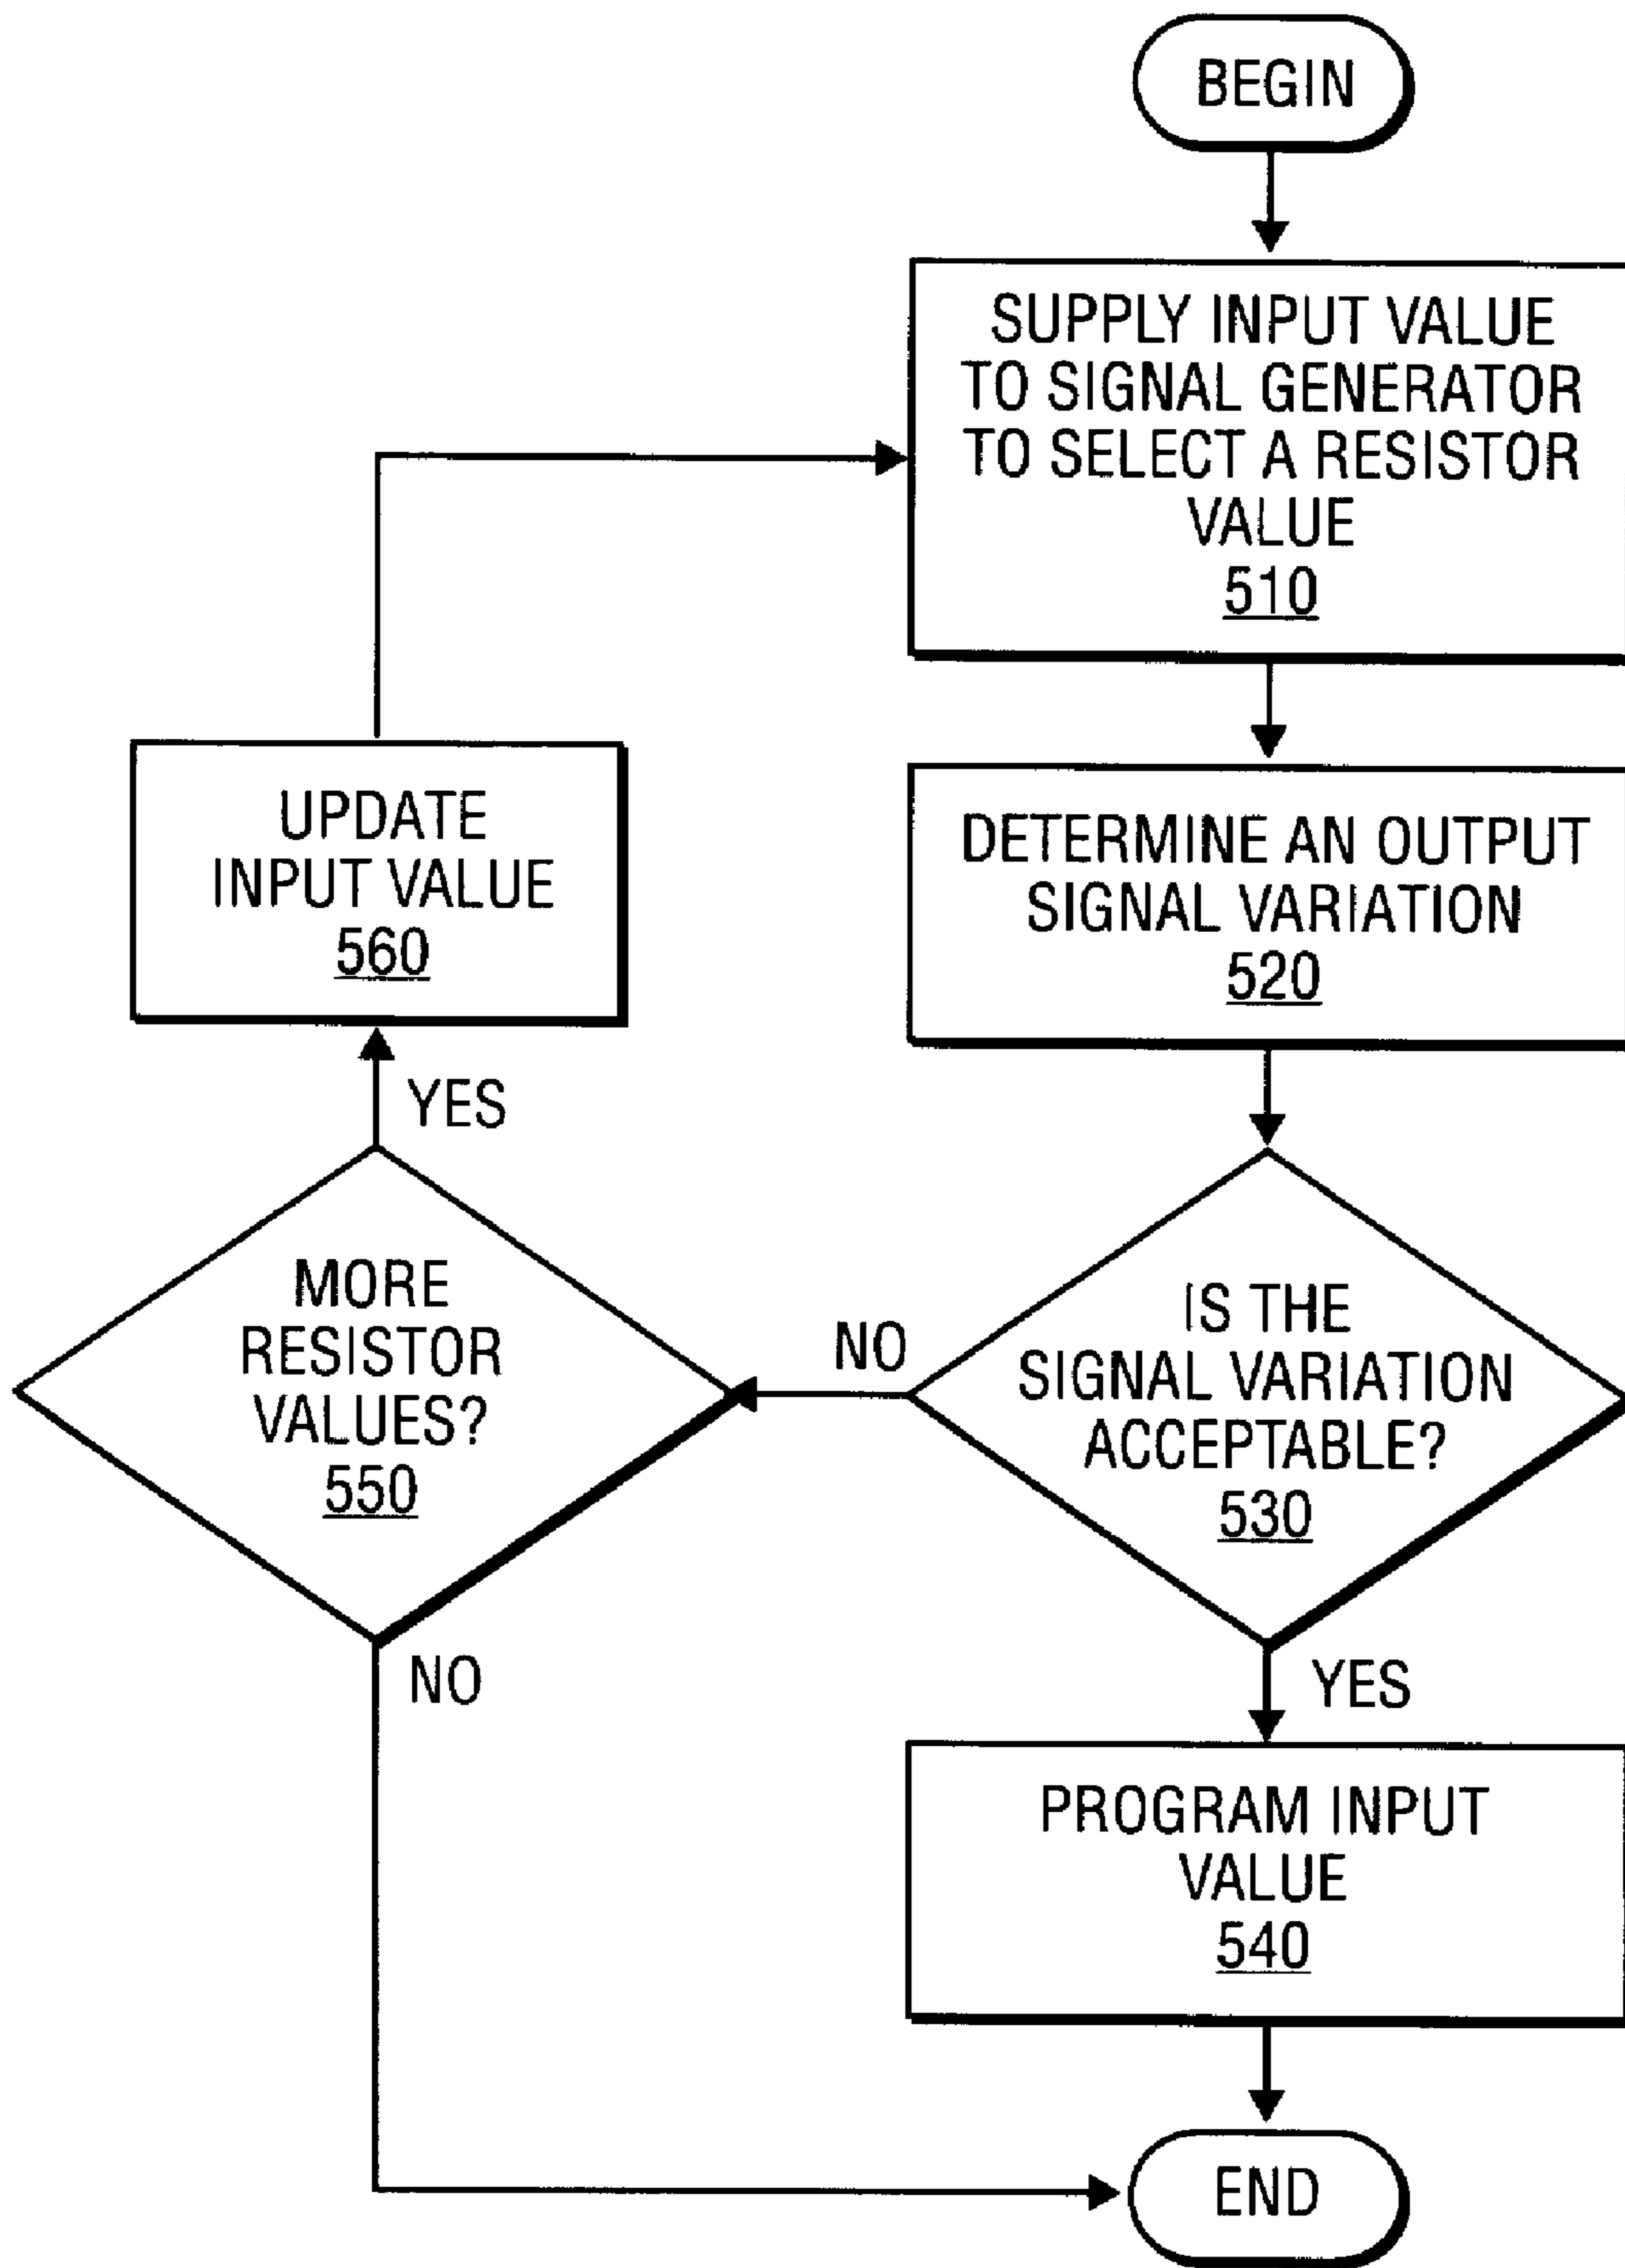 BEGIN
SUPPLY INPUT VALUE
TO SIGNAL GENERATOR
TO SELECT A RESISTOR
VALUE
510
DETERMINE AN OUTPUT
SIGNAL VARIATION
520
IS THE
SIGNAL VARIATION
ACCEPTABLE?
530
NO
YES
MORE
RESISTOR
VALUES?
550
YES
NO
UPDATE
INPUT VALUE
560
PROGRAM INPUT
VALUE
540
END